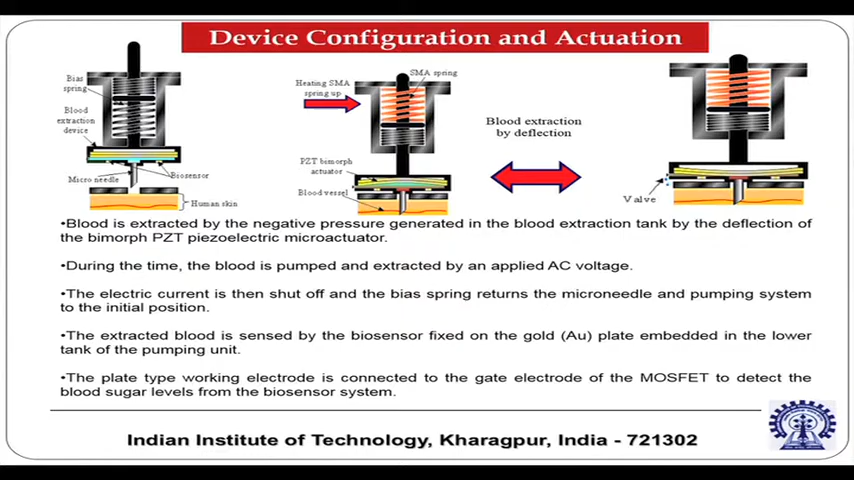 Device Configuration and Actuation
Bias
spring
Blood
extraction
device
Micro needle
Biosensor
Human skin
Heating SMA
spring up
SMA spring
PZT bimorph
actuator
Blood vessel
Blood extraction
by deflection
Valve
•Blood is extracted by the negative pressure generated in the blood extraction tank by the deflection of
the bimorph PZT piezoelectric microactuator.
•During the time, the blood is pumped and extracted by an applied AC voltage.
•The electric current is then shut off and the bias spring returns the microneedle and pumping system
to the initial position.
•The extracted blood is sensed by the biosensor fixed on the gold (Au) plate embedded in the lower
tank of the pumping unit.
•The plate type working electrode is connected to the gate electrode of the MOSFET to detect the
blood sugar levels from the biosensor system.
Indian Institute of Technology, Kharagpur, India - 721302